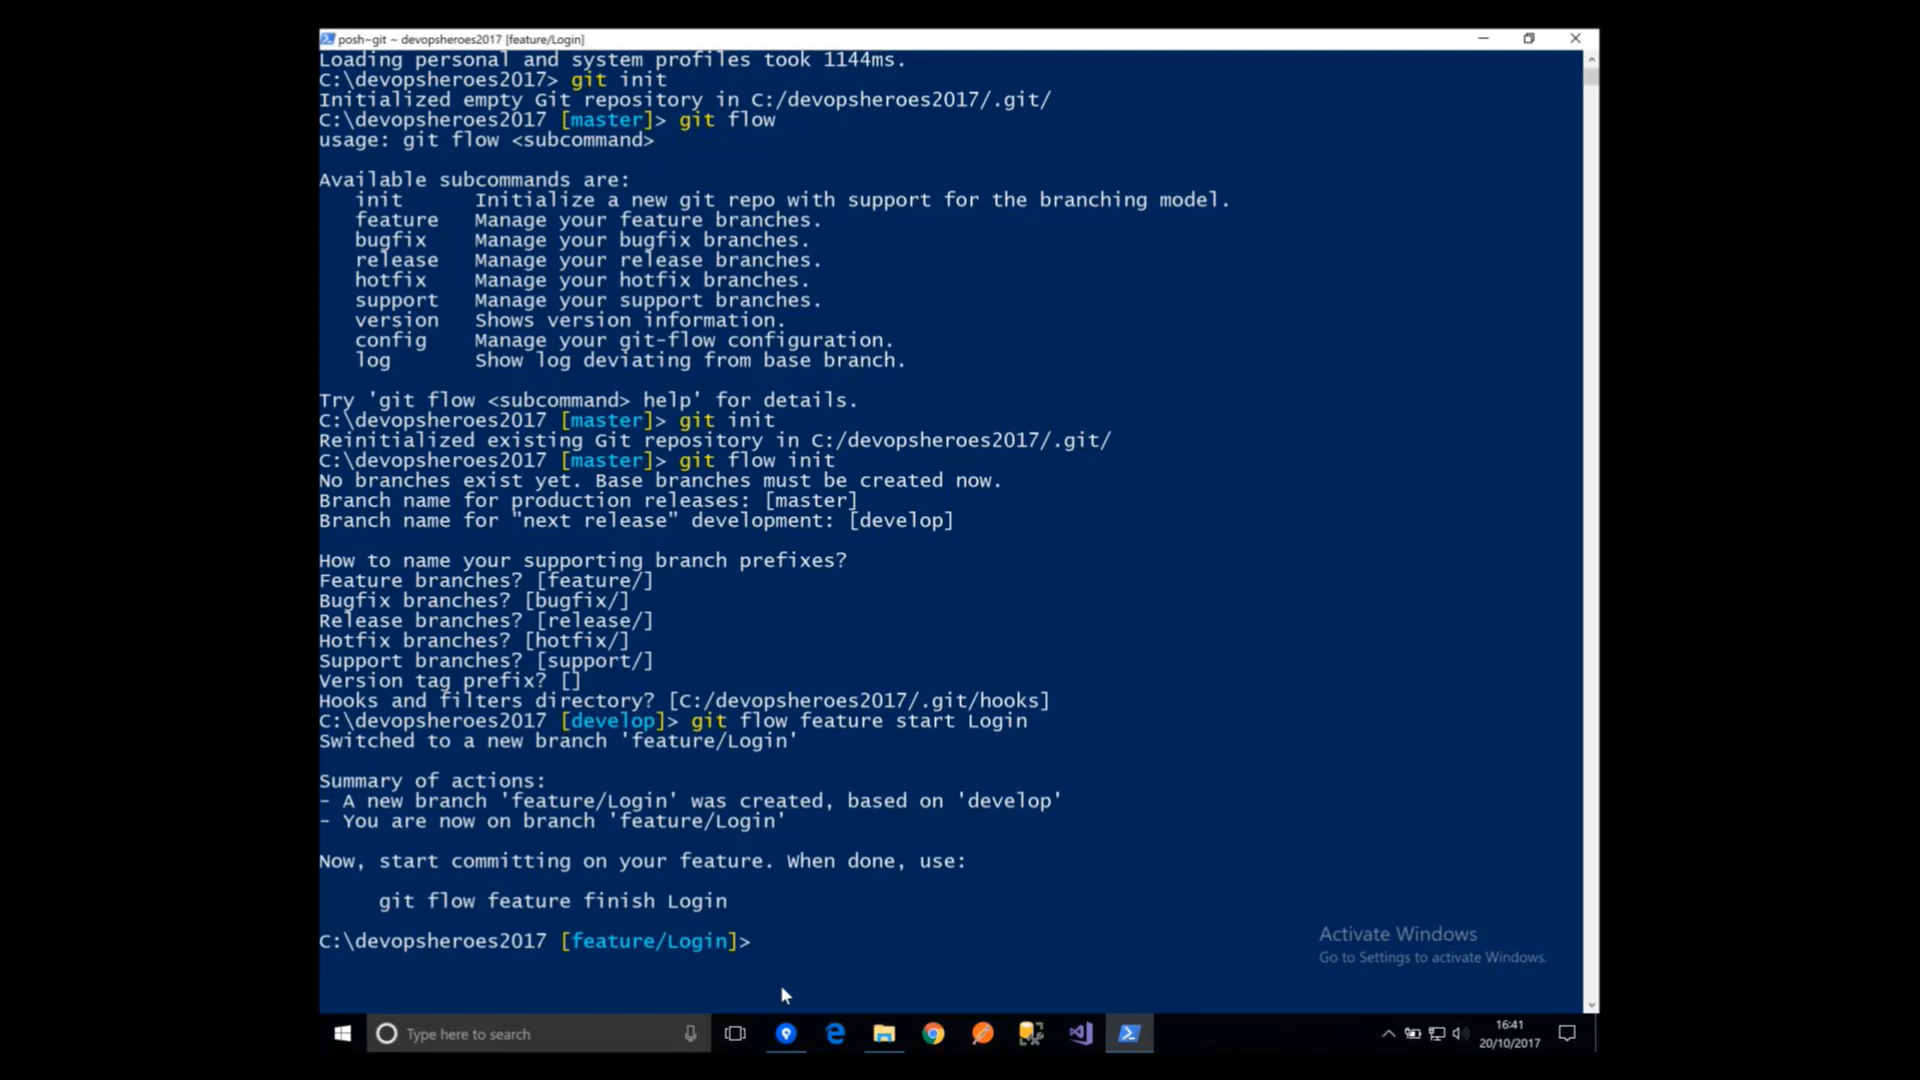 posh~git ~ devopsheroes2017 [feature/Login]
Loading personal and system profiles took 1144ms.
C:\devopsheroes2017> git init
Initialized empty Git repository in C:/devopsheroes2017/.git/
C:\devopsheroes2017 [master]> git flow
usage: git flow <subcommand>
Available subcommands are:
init Initialize a new git repo with support for the branching model.
feature Manage your feature branches.
bugfix Manage your bugfix branches.
release Manage your release branches.
hotfix Manage your hotfix branches.
support Manage your support branches.
version Shows version information.
config Manage your git-flow configuration.
log Show log deviating from base branch.
Try 'git flow <subcommand> help' for details.
C:\devopsheroes2017 [master]> git init
Reinitialized existing Git repository in C:/devopsheroes2017/.git/
C:\devopsheroes2017 [master]> git flow init
No branches exist yet. Base branches must be created now.
Branch name for production releases: [master]
Branch name for "next release" development: [develop]
How to name your supporting branch prefixes?
Feature branches? [feature/]
Bugfix branches? [bugfix/]
Release branches? [release/]
Hotfix branches? [hotfix/]
Support branches? [support/]
Version tag prefix? []
Hooks and filters directory? [C:/devopsheroes2017/.git/hooks]
C:\devopsheroes2017 [develop]> git flow feature start Login
Switched to a new branch 'feature/Login'
Summary of actions:
- A new branch 'feature/Login' was created, based on 'develop'
- You are now on branch 'feature/Login'
Now, start committing on your feature. When done, use:
git flow feature finish Login
C:\devopsheroes2017 [feature/Login]>
Activate Windows
Go to Settings to activate Windows.
Type here to search
16:41
20/10/2017